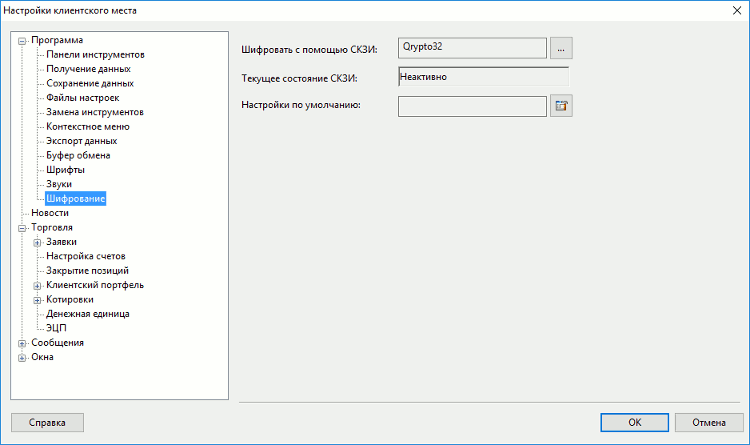 Настройки клиентского места
Программа
Панели инструментов
Получение данных
Сохранение данных
Файлы настроек
Замена инструментов
Контекстное меню
Экспорт данных
Буфер обмена
Шрифты
Звуки
Шифрование
Новости
Торговля
Заявки
Настройка счетов
Закрытие позиций
Клиентский портфель
Котировки
Денежная единица
ЭЦП
Сообщения
Окна
Шифровать с помощью СКЗИ: Qrypto32 ...
Текущее состояние СКЗИ: Неактивно
Настройки по умолчанию:
Справка OK Отмена